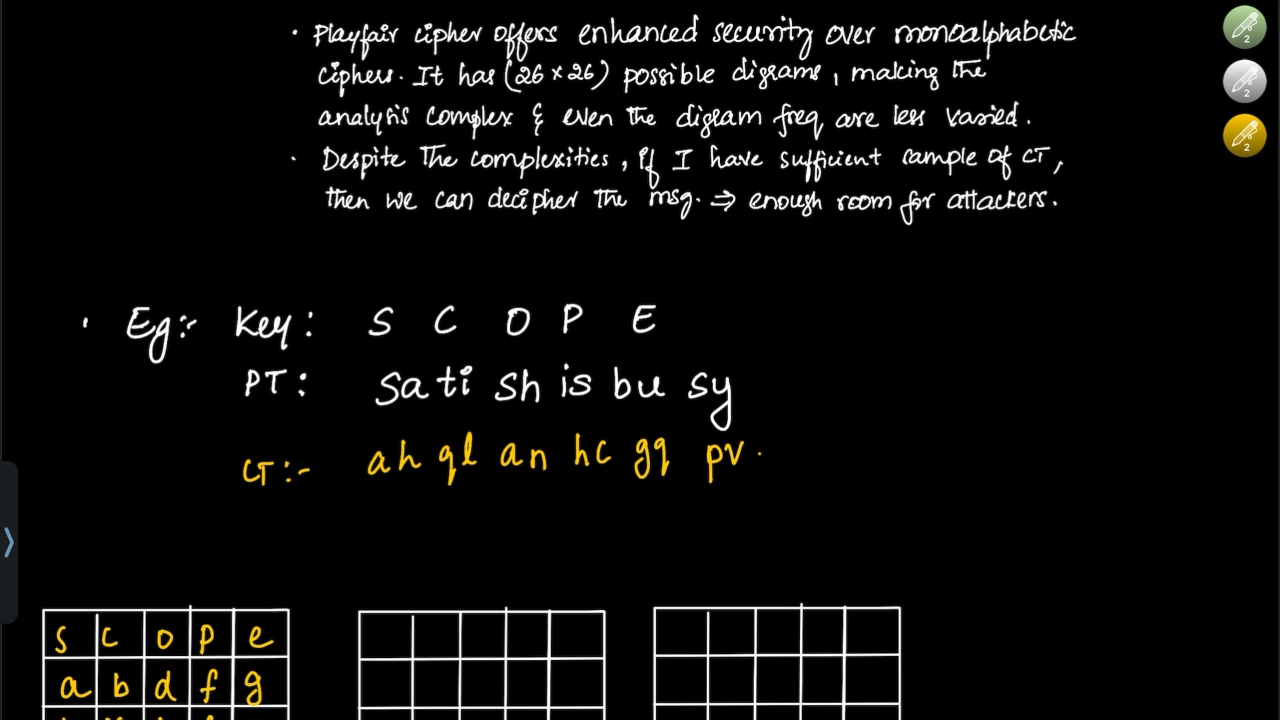 • Playfair cipher offers enhanced security over monoalphabetic
ciphers. It has (26 × 26) possible digrams, making the
analysis complex & even the digram freq are less varied.
• Despite the complexities, if I have sufficient sample of CT,
then we can decipher the msg. ⇒ enough room for attackers.
• Eg:- Key: S C O P E
PT: sa ti sh is bu sy
CT:- ah ql an hc gq pv.
s c o p e
a b d f g